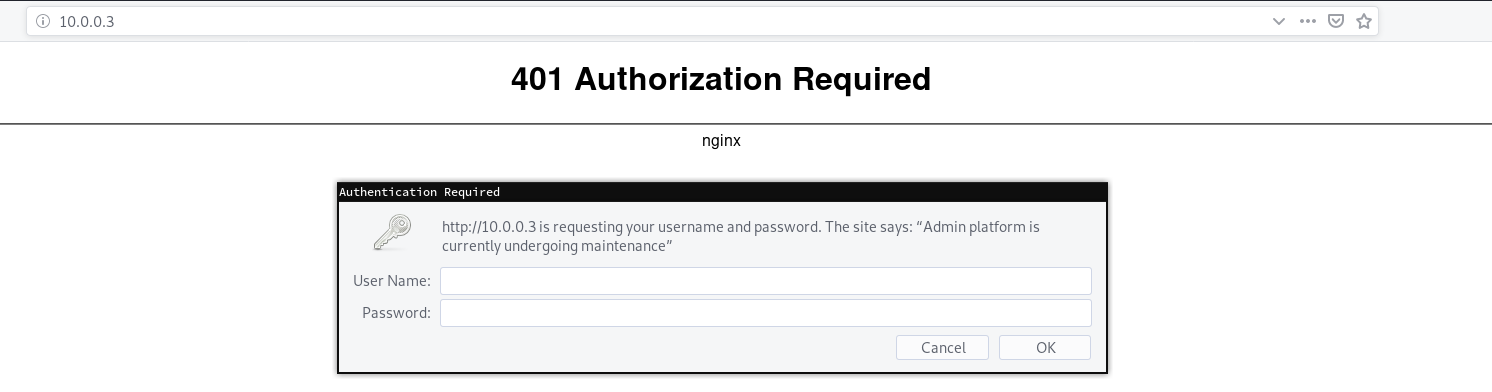 10.0.0.3
401 Authorization Required
nginx
Authentication Required
http://10.0.0.3 is requesting your username and password. The site says: “Admin platform is
currently undergoing maintenance”
User Name:
Password:
Cancel OK